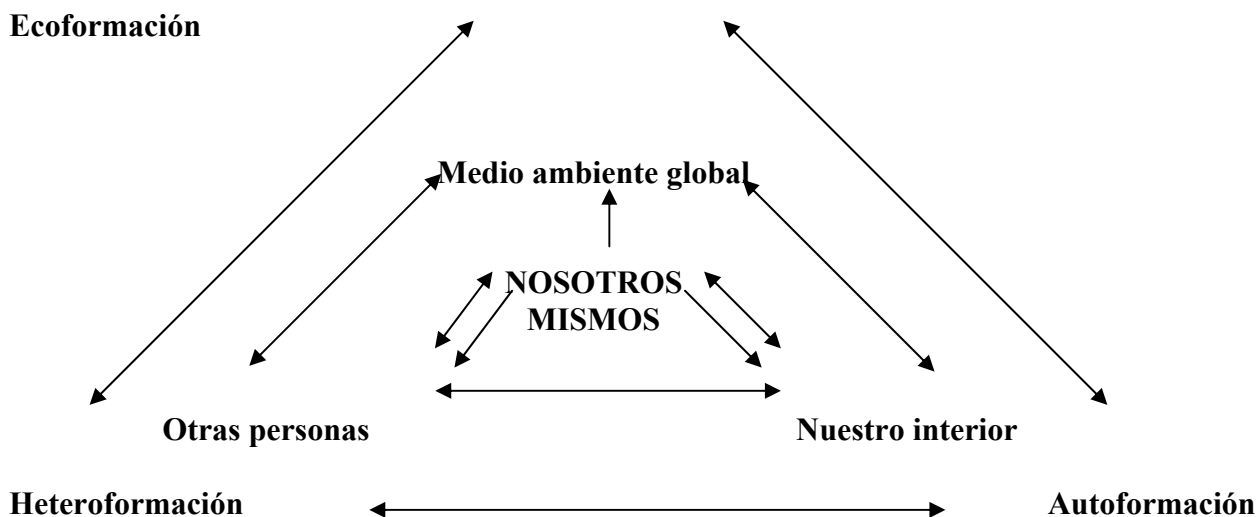 Ecoformación
Medio ambiente global
NOSOTROS
MISMOS
Otras personas
Nuestro interior
Heteroformación
Autoformación